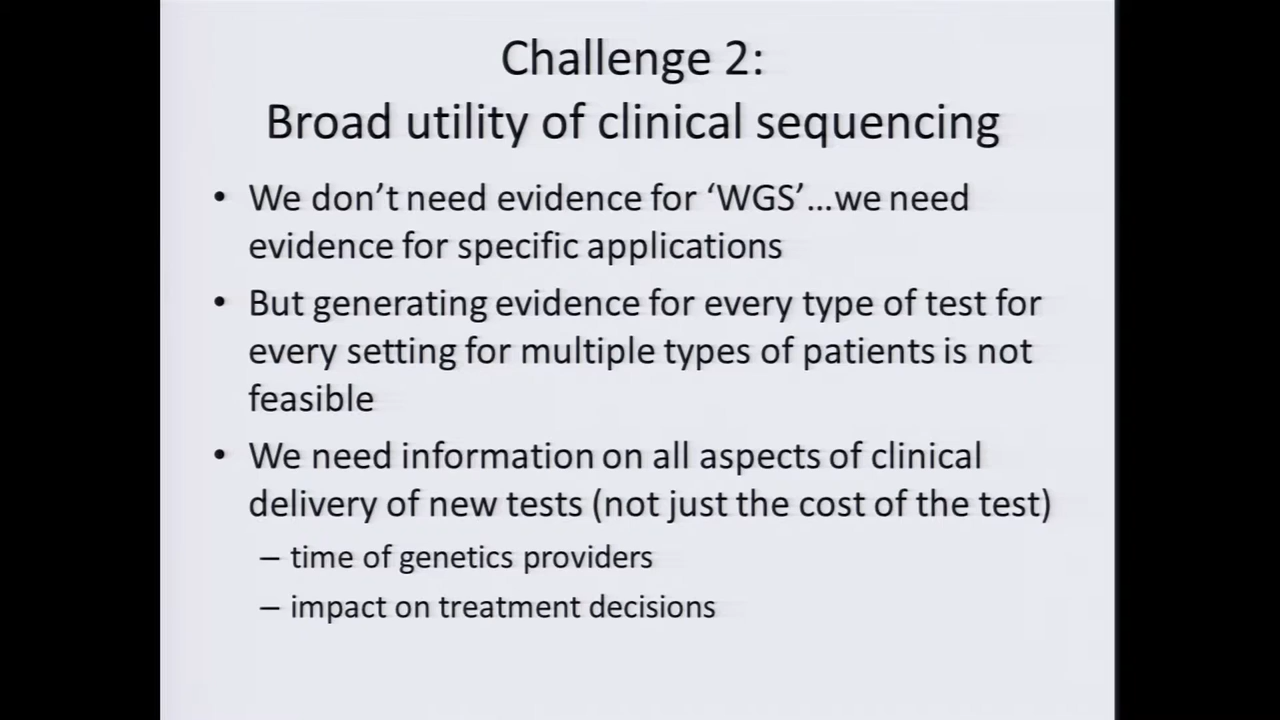 Challenge 2:
Broad utility of clinical sequencing
• We don’t need evidence for ‘WGS’…we need
evidence for specific applications
• But generating evidence for every type of test for
every setting for multiple types of patients is not
feasible
• We need information on all aspects of clinical
delivery of new tests (not just the cost of the test)
– time of genetics providers
– impact on treatment decisions